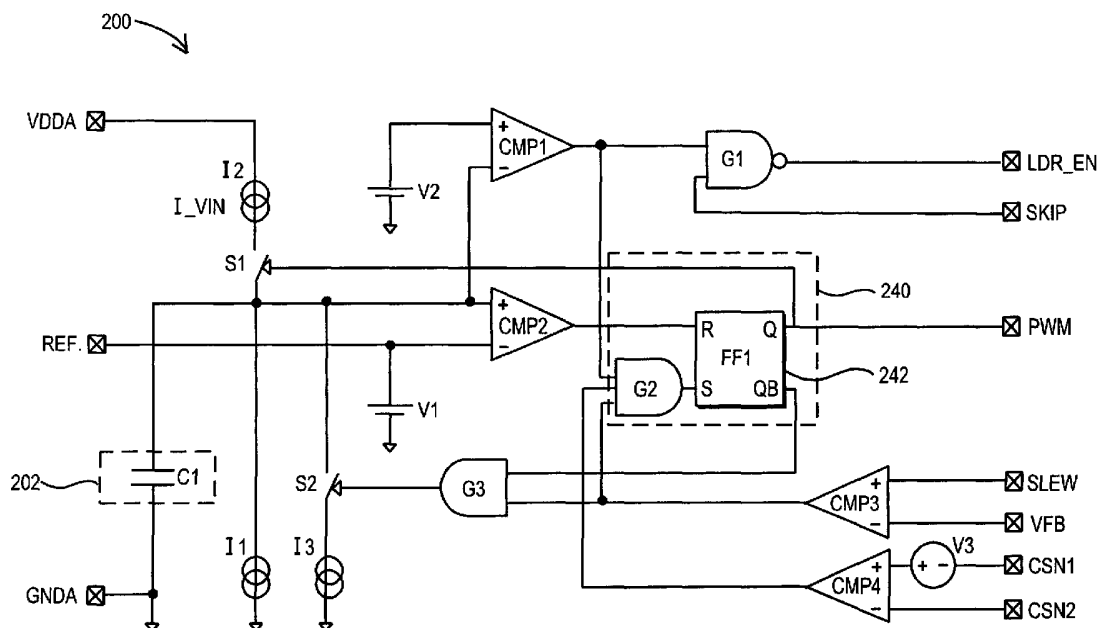 200
VDDA
I2
I_VIN
S1
REF.
202
C1
GNDA
I1
I3
S2
V2
V1
+
CMP1
-
+
CMP2
-
G1
LDR_EN
SKIP
240
R
Q
FF1
S
QB
G2
242
PWM
G3
+
CMP3
-
SLEW
VFB
V3
+
CMP4
-
+ -
CSN1
CSN2